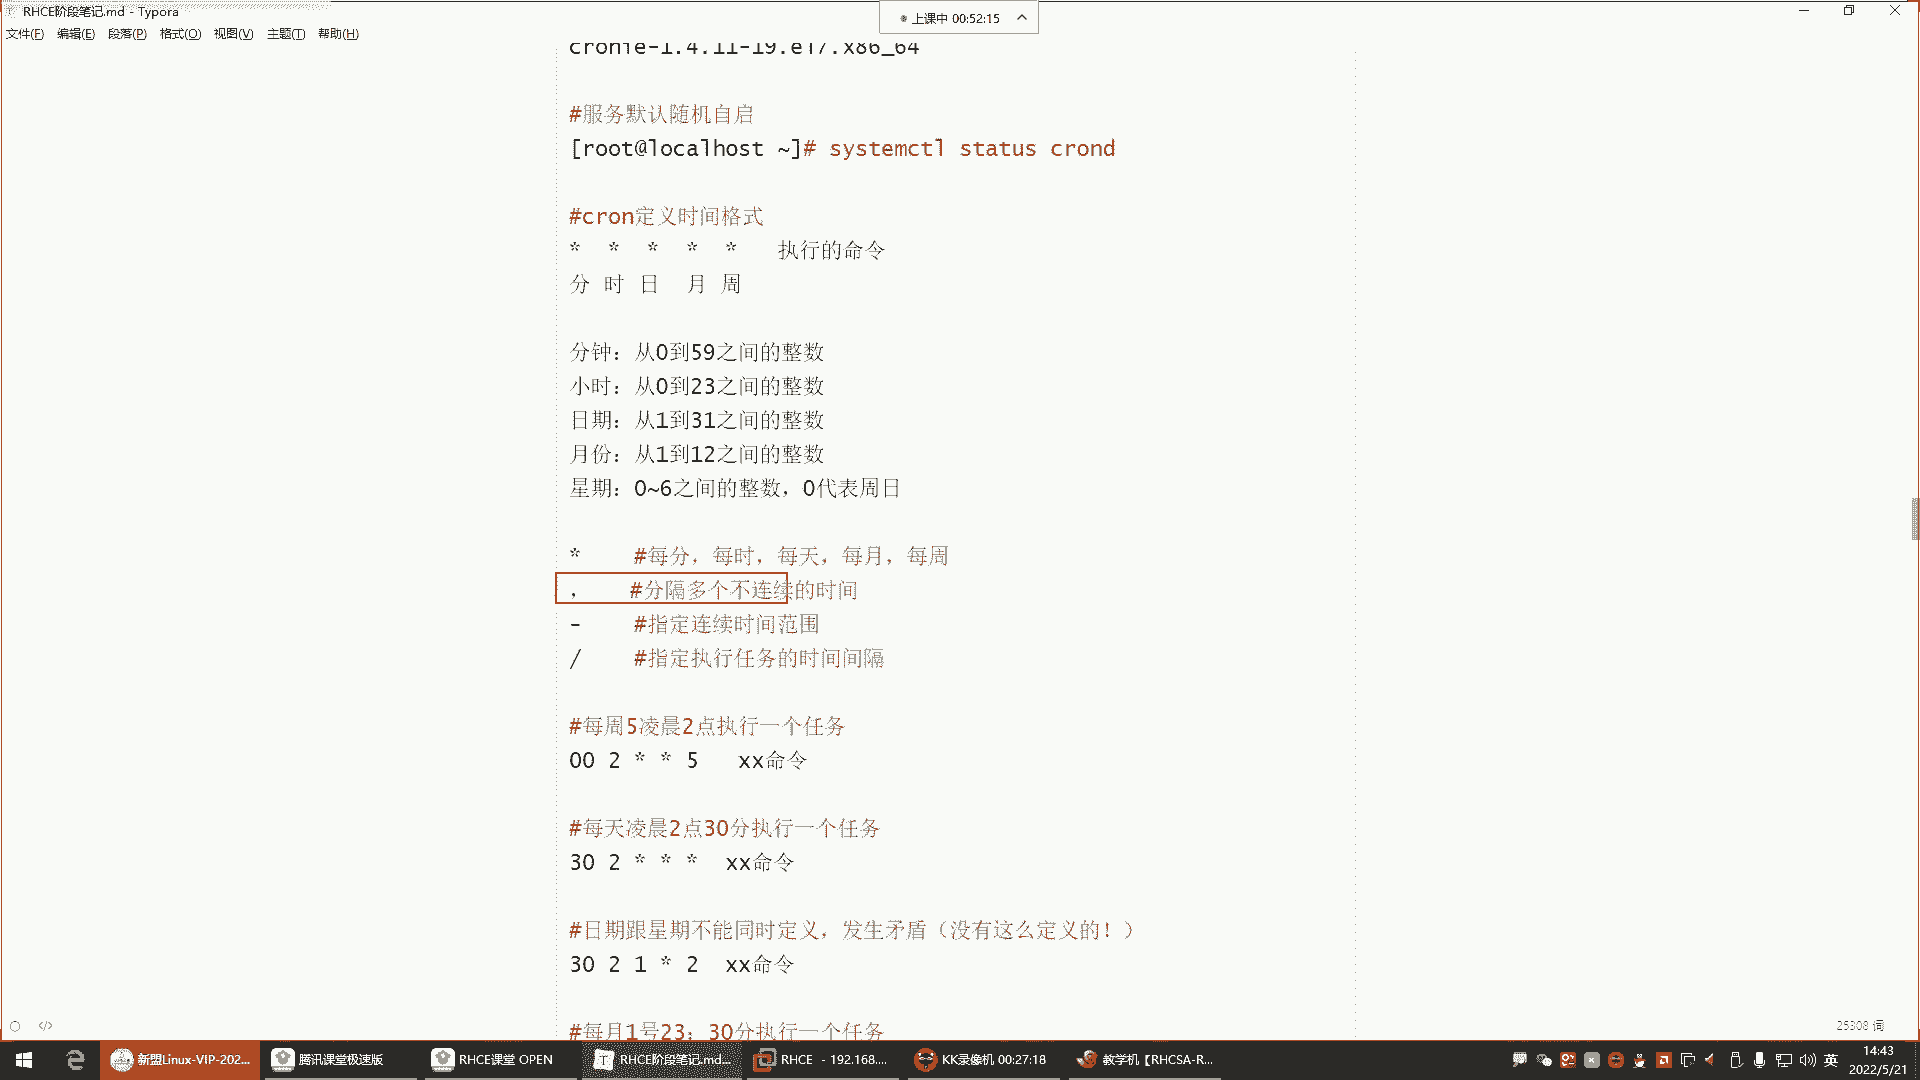 RHCE阶段笔记.md - Typora
上课中 00:52:15
文件(F) 编辑(E) 段落(P) 格式(O) 视图(V) 主题(T) 帮助(H)
cronie-1.4.11-19.el7.x86_64
#服务默认随机自启
[root@localhost ~]# systemctl status crond
#cron定义时间格式
* * * * * 执行的命令
分 时 日 月 周
分钟：从0到59之间的整数
小时：从0到23之间的整数
日期：从1到31之间的整数
月份：从1到12之间的整数
星期：0~6之间的整数，0代表周日
* #每分，每时，每天，每月，每周
， #分隔多个不连续的时间
- #指定连续时间范围
/ #指定执行任务的时间间隔
#每周5凌晨2点执行一个任务
00 2 * * 5 xx命令
#每天凌晨2点30分执行一个任务
30 2 * * * xx命令
#日期跟星期不能同时定义，发生矛盾（没有这么定义的！）
30 2 1 * 2 xx命令
#每月1号23：30分执行一个任务
25308 词
新盟Linux-VIP-202... 腾讯课堂极速版 RHCE课堂 OPEN RHCE阶段笔记.md... RHCE - 192.168.... KK录像机 00:27:18 教学机【RHCSA-R... 英 14:43
2022/5/21